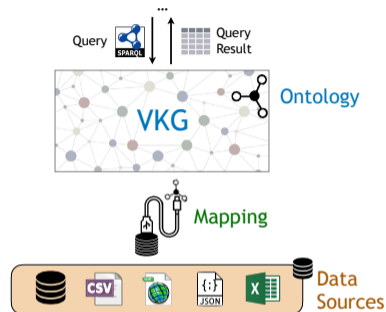 ...
Query
SPARQL
Query
Result
VKG
Ontology
Mapping
CSV
{:}
JSON
X
Data
Sources